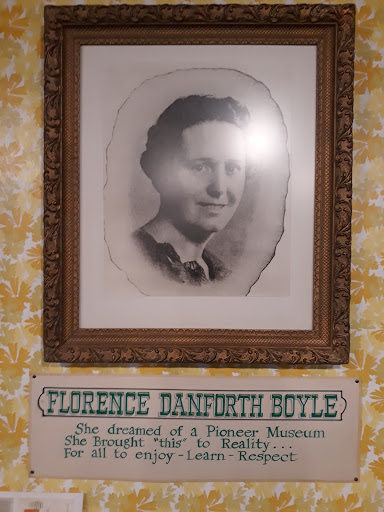 FLORENCE DANFORTH BOYLE
She dreamed of a Pioneer Museum
She Brought "this" to Reality...
For all to enjoy - Learn - Respect